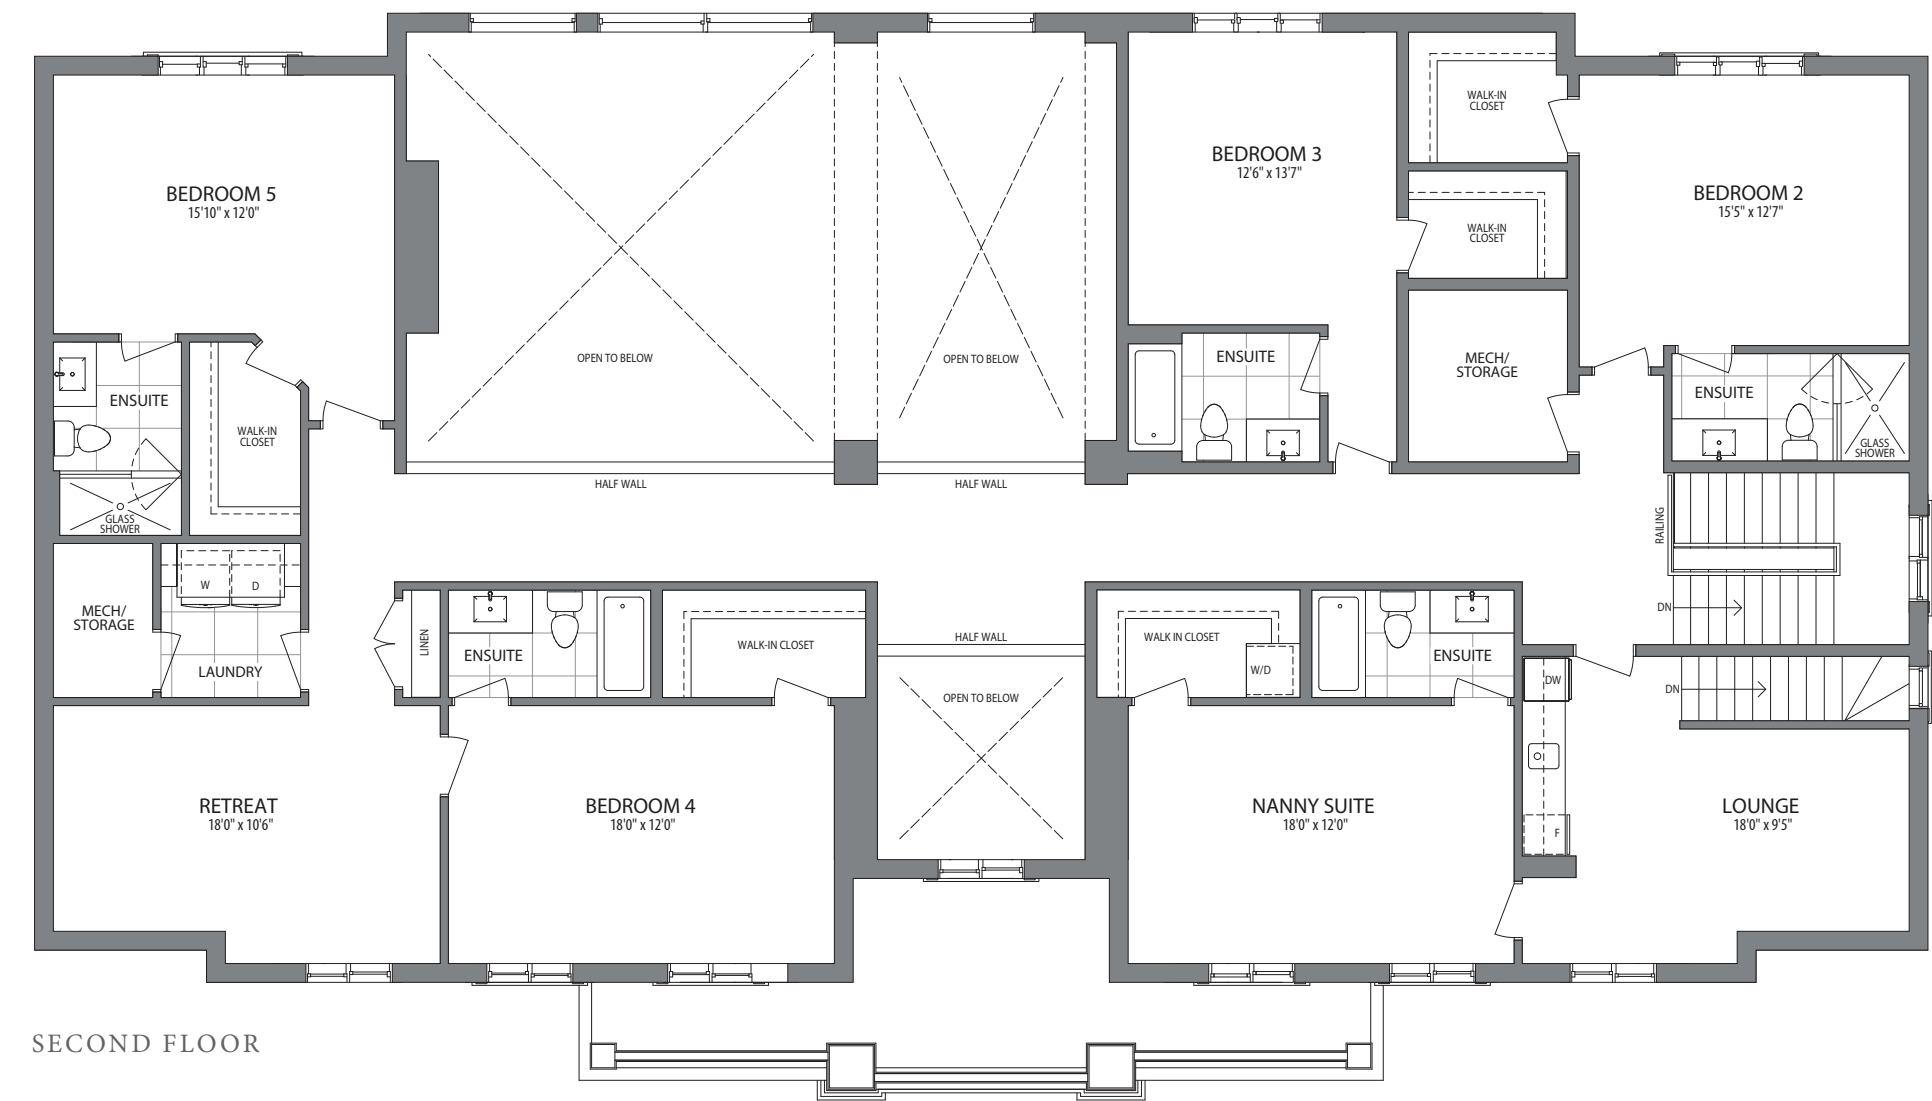 BEDROOM 5
15'10" x 12'0"
OPEN TO BELOW
OPEN TO BELOW
BEDROOM 3
12'6" x 13'7"
WALK-IN
CLOSET
WALK-IN
CLOSET
BEDROOM 2
15'5" x 12'7"
ENSUITE
WALK-IN
CLOSET
GLASS
SHOWER
HALF WALL
HALF WALL
ENSUITE
MECH/
STORAGE
ENSUITE
GLASS
SHOWER
RAILING
DN
MECH/
STORAGE
W
D
LAUNDRY
LINEN
ENSUITE
WALK-IN CLOSET
HALF WALL
OPEN TO BELOW
WALK IN CLOSET
W/D
ENSUITE
DW
DN
RETREAT
18'0" x 10'6"
BEDROOM 4
18'0" x 12'0"
NANNY SUITE
18'0" x 12'0"
F
LOUNGE
18'0" x 9'5"
SECOND FLOOR